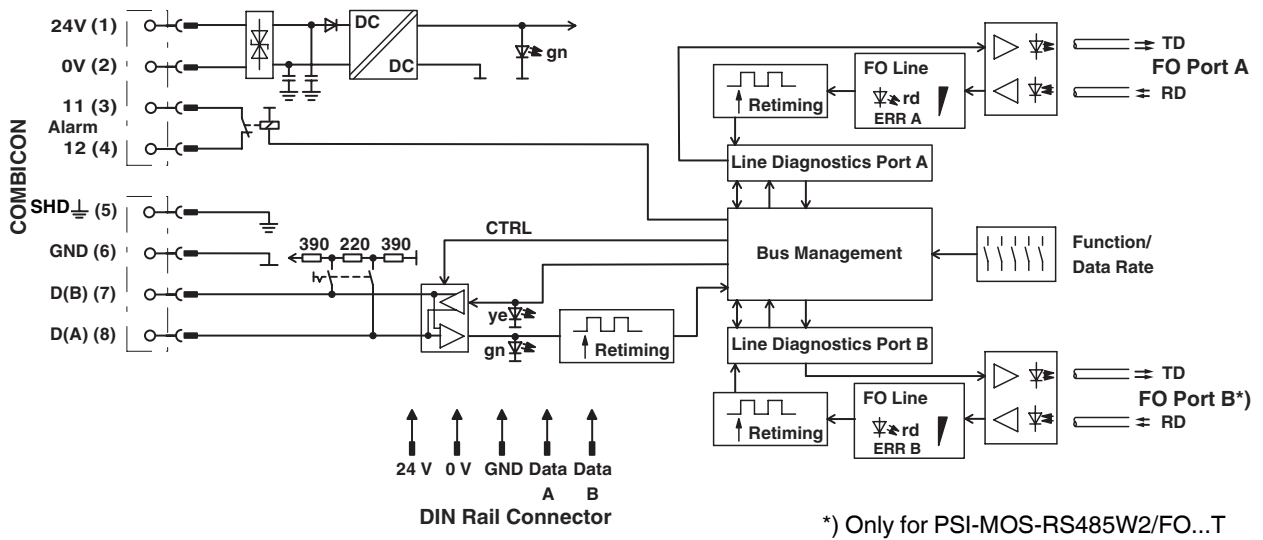 COMBICON
24V (1)
0V (2)
11 (3)
Alarm
12 (4)
SHD (5)
GND (6)
D(B) (7)
D(A) (8)
DC
DC
gn
390 220 390
CTRL
ye
gn
Retiming
Retiming
FO Line
rd
ERR A
TD
FO Port A
RD
Line Diagnostics Port A
Bus Management
Function/
Data Rate
Line Diagnostics Port B
Retiming
FO Line
rd
ERR B
TD
FO Port B*)
RD
24 V 0 V GND Data Data
A B
DIN Rail Connector
*) Only for PSI-MOS-RS485W2/FO...T